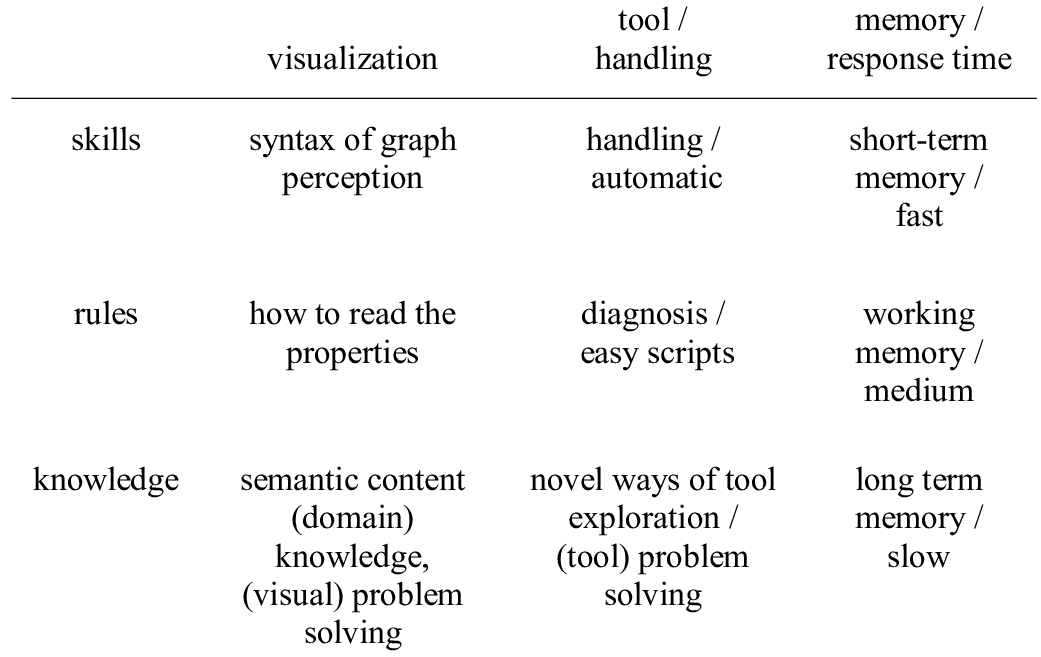 visualization
tool /
handling
memory /
response time
skills
syntax of graph
perception
handling /
automatic
short-term
memory /
fast
rules
how to read the
properties
diagnosis /
easy scripts
working
memory /
medium
knowledge
semantic content
(domain)
knowledge,
(visual) problem
solving
novel ways of tool
exploration /
(tool) problem
solving
long term
memory /
slow